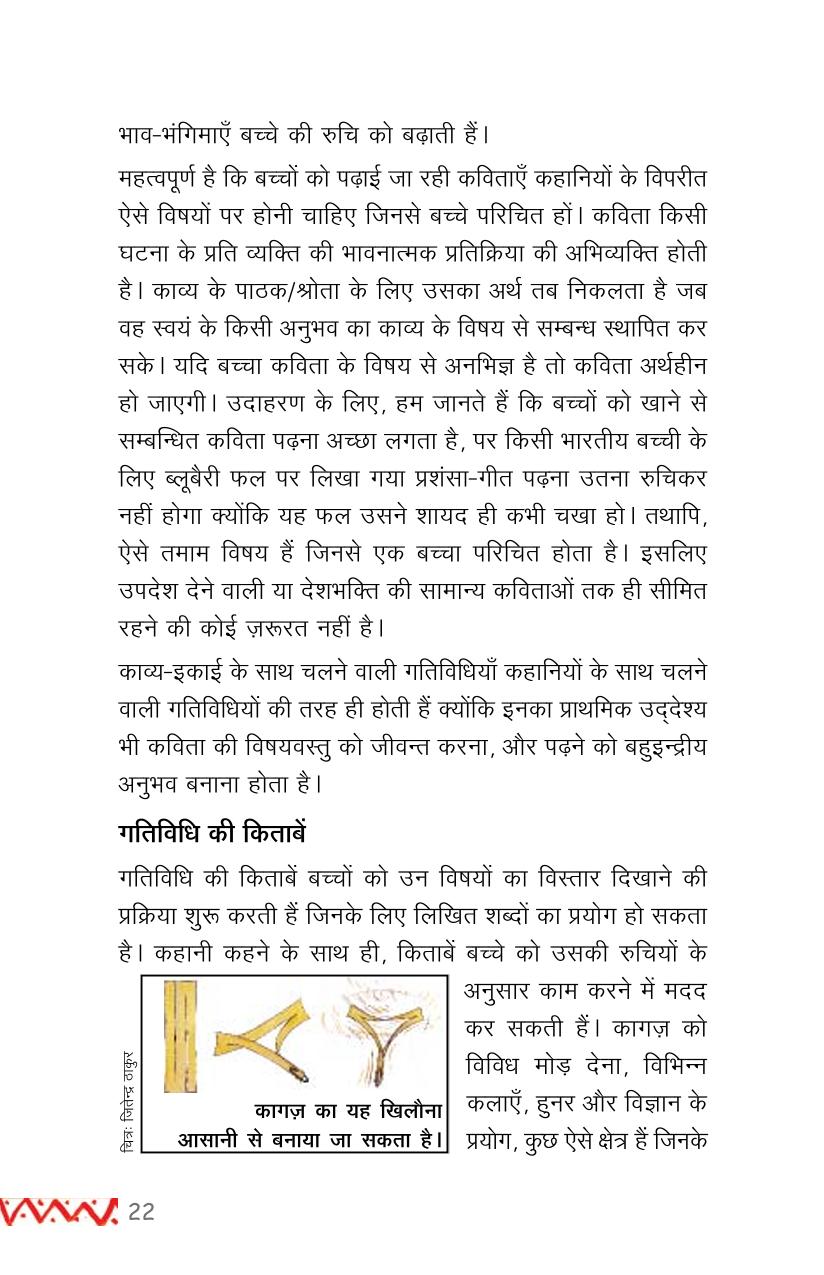 भाव-भंगिमाएँ बच्चे की रुचि को बढ़ाती हैं।
महत्वपूर्ण है कि बच्चों को पढ़ाई जा रही कविताएँ कहानियों के विपरीत
ऐसे विषयों पर होनी चाहिए जिनसे बच्चे परिचित हों। कविता किसी
घटना के प्रति व्यक्ति की भावनात्मक प्रतिक्रिया की अभिव्यक्ति होती
है। काव्य के पाठक/श्रोता के लिए उसका अर्थ तब निकलता है जब
वह स्वयं के किसी अनुभव का काव्य के विषय से सम्बन्ध स्थापित कर
सके। यदि बच्चा कविता के विषय से अनभिज्ञ है तो कविता अर्थहीन
हो जाएगी। उदाहरण के लिए, हम जानते हैं कि बच्चों को खाने से
सम्बन्धित कविता पढ़ना अच्छा लगता है, पर किसी भारतीय बच्ची के
लिए ब्लूबैरी फल पर लिखा गया प्रशंसा-गीत पढ़ना उतना रुचिकर
नहीं होगा क्योंकि यह फल उसने शायद ही कभी चखा हो। तथापि,
ऐसे तमाम विषय हैं जिनसे एक बच्चा परिचित होता है। इसलिए
उपदेश देने वाली या देशभक्ति की सामान्य कविताओं तक ही सीमित
रहने की कोई ज़रूरत नहीं है।
काव्य-इकाई के साथ चलने वाली गतिविधियाँ कहानियों के साथ चलने
वाली गतिविधियों की तरह ही होती हैं क्योंकि इनका प्राथमिक उद्‌देश्य
भी कविता की विषयवस्तु को जीवन्त करना, और पढ़ने को बहुइन्द्रीय
अनुभव बनाना होता है।
गतिविधि की किताबें
गतिविधि की किताबें बच्चों को उन विषयों का विस्तार दिखाने की
प्रक्रिया शुरू करती हैं जिनके लिए लिखित शब्दों का प्रयोग हो सकता
है। कहानी कहने के साथ ही, किताबें बच्चे को उसकी रुचियों के
अनुसार काम करने में मदद
कर सकती हैं। कागज़ को
विविध मोड़ देना, विभिन्न
कलाएँ, हुनर और विज्ञान के
प्रयोग, कुछ ऐसे क्षेत्र हैं जिनके
चित्र: जितेन्द्र ठाकुर
कागज़ का यह खिलौना
आसानी से बनाया जा सकता है।
22